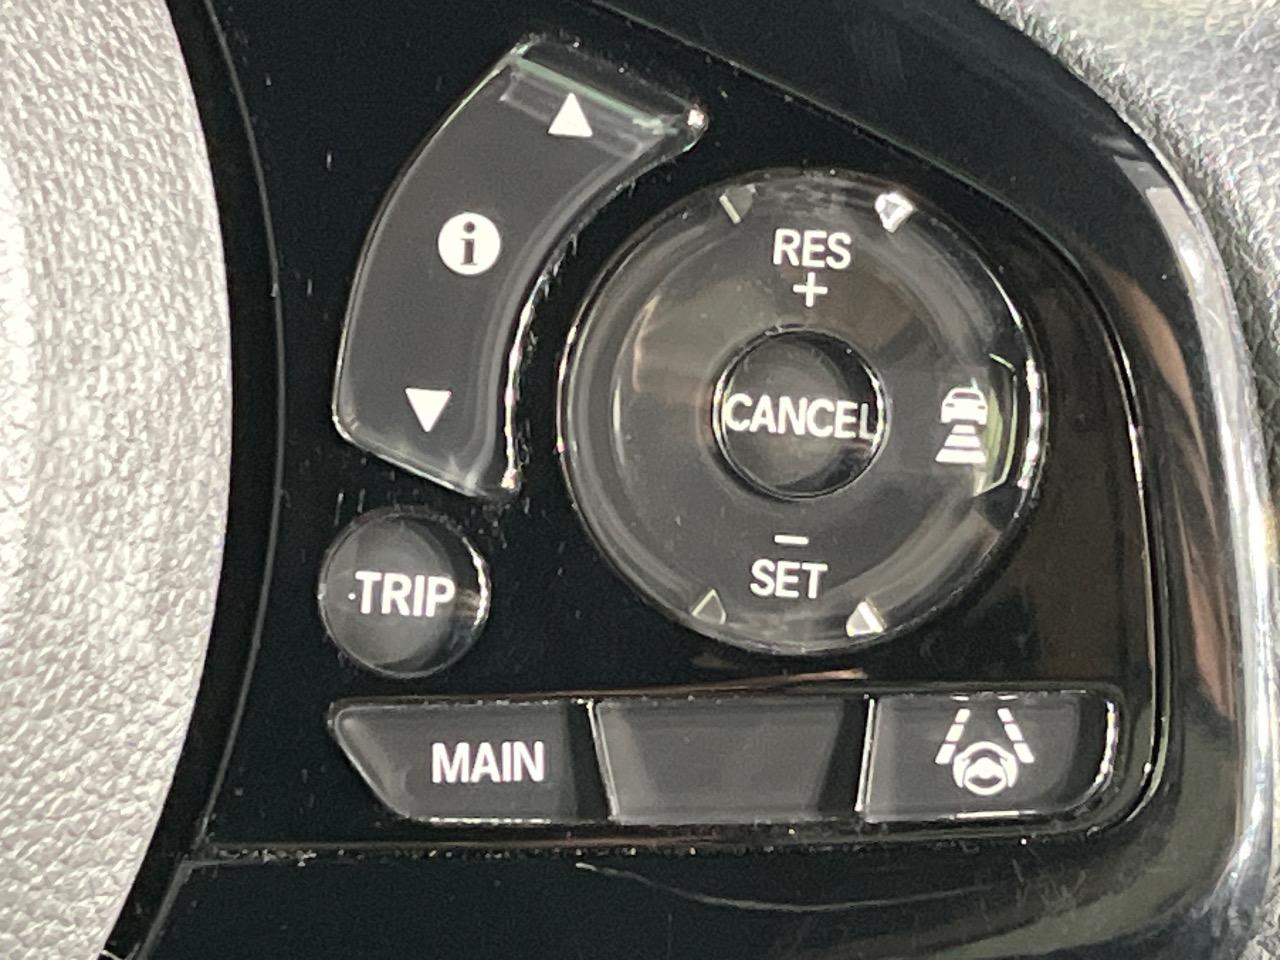 i
RES
+
CANCEL
−
SET
TRIP
MAIN